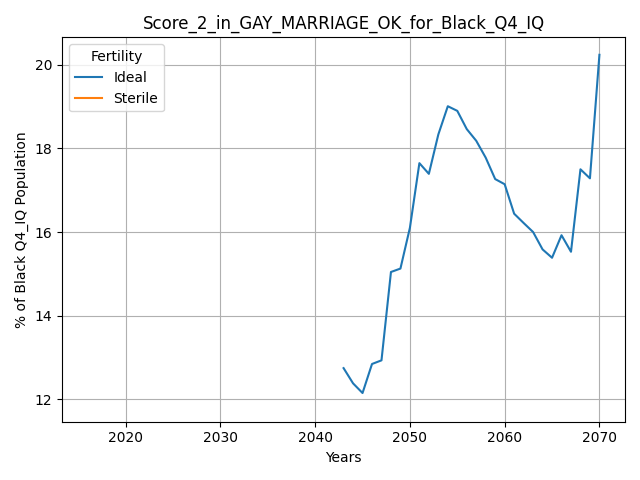 Score_2_in_GAY_MARRIAGE_OK_for_Black_Q4_IQ
Fertility
Ideal
Sterile
% of Black Q4_IQ Population
20
18
16
14
12
2020 2030 2040 2050 2060 2070
Years